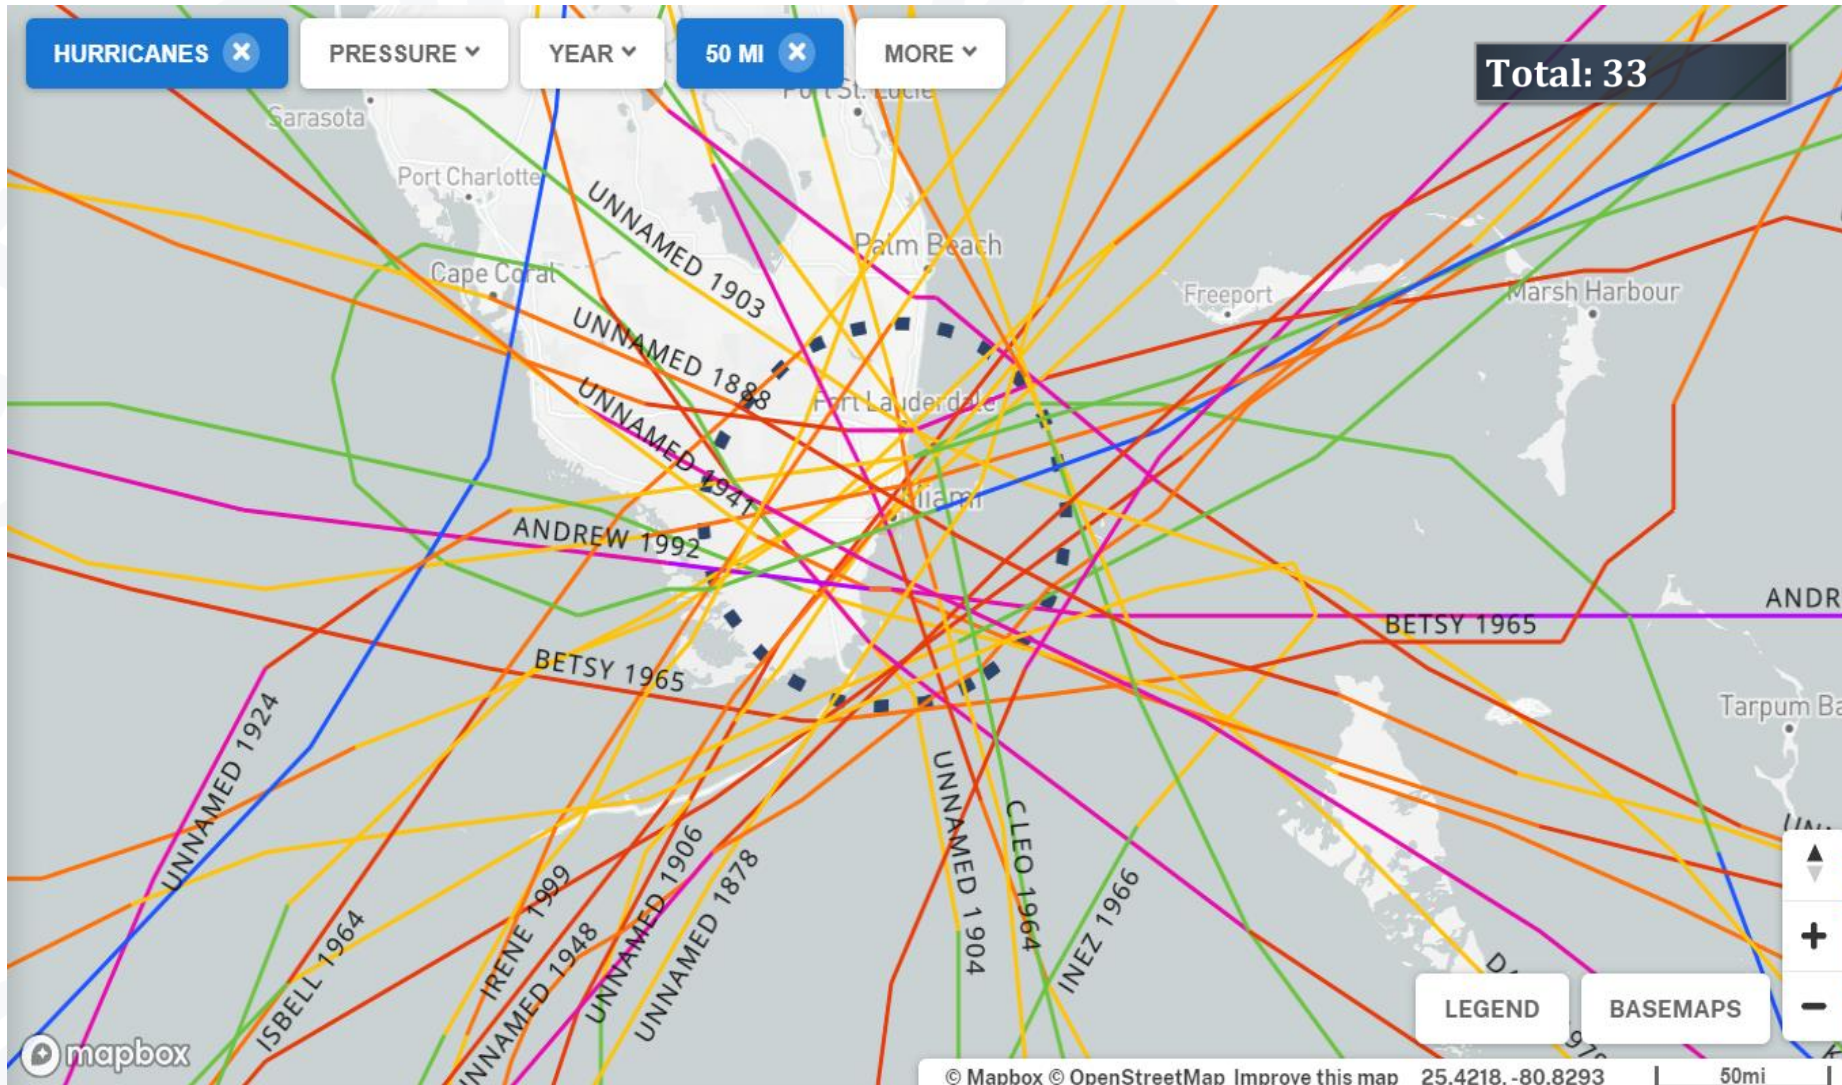 HURRICANES
PRESSURE
YEAR
50 MI
MORE
Total: 33
Port St. Lucie
Sarasota
Port Charlotte
UNNAMED 1903
Palm Beach
Cape Coral
Freeport
Marsh Harbour
UNNAMED 1888
Fort Lauderdale
UNNAMED 1941
Miami
ANDREW 1992
ANDR
BETSY 1965
BETSY 1965
Tarpum Ba
UNNAMED 1924
UNNAMED 1904
CLEO 1964
INEZ 1966
ISBELL 1964
IRENE 1999
UNNAMED 1948
UNNAMED 1906
UNNAMED 1878
LEGEND
BASEMAPS
mapbox
© Mapbox © OpenStreetMap Improve this map
25.4218, -80.8293
50mi